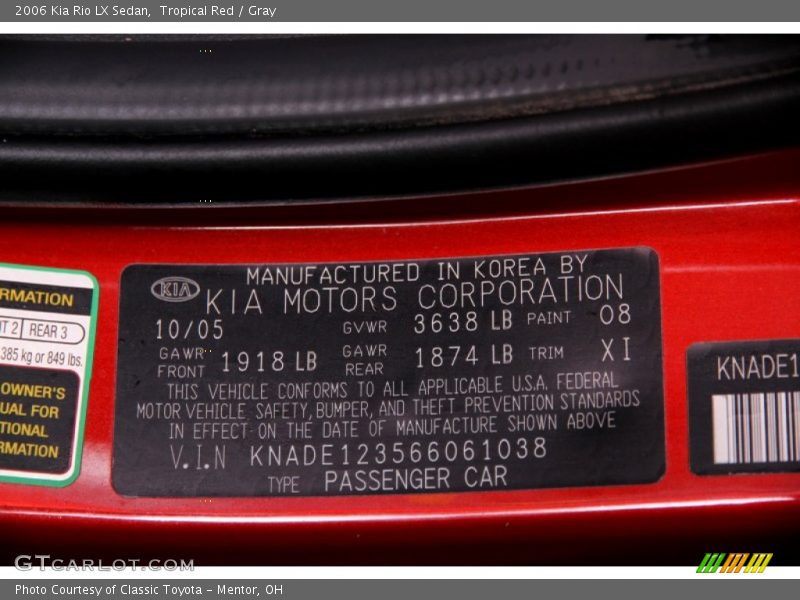 2006 Kia Rio LX Sedan, Tropical Red / Gray
RMATION
T 2 REAR 3
385 kg or 849 lbs.
OWNER'S
UAL FOR
TIONAL
RMATION
KIA
MANUFACTURED IN KOREA BY
KIA MOTORS CORPORATION
10/05 GVWR 3638 LB PAINT 08
GAWR FRONT 1918 LB GAWR REAR 1874 LB TRIM XI
THIS VEHICLE CONFORMS TO ALL APPLICABLE U.S.A. FEDERAL
MOTOR VEHICLE SAFETY, BUMPER, AND THEFT PREVENTION STANDARDS
IN EFFECT ON THE DATE OF MANUFACTURE SHOWN ABOVE
V.I.N KNADE123566061038
TYPE PASSENGER CAR
KNADE1
GTCARLOT.COM
Photo Courtesy of Classic Toyota - Mentor, OH